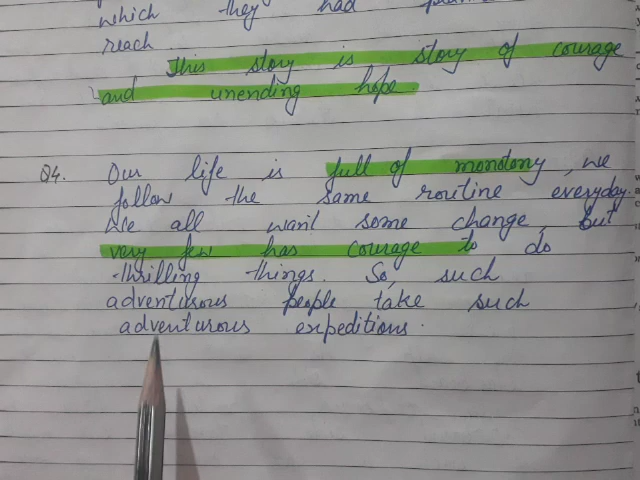 which they had
reach
This story is story of courage
and unending hope.
Q4. Our life is full of monotony, we
follow the same routine everyday.
We all want some change, but
very few has courage to do
thrilling things. So, such
adventurous people take such
adventurous expeditions.